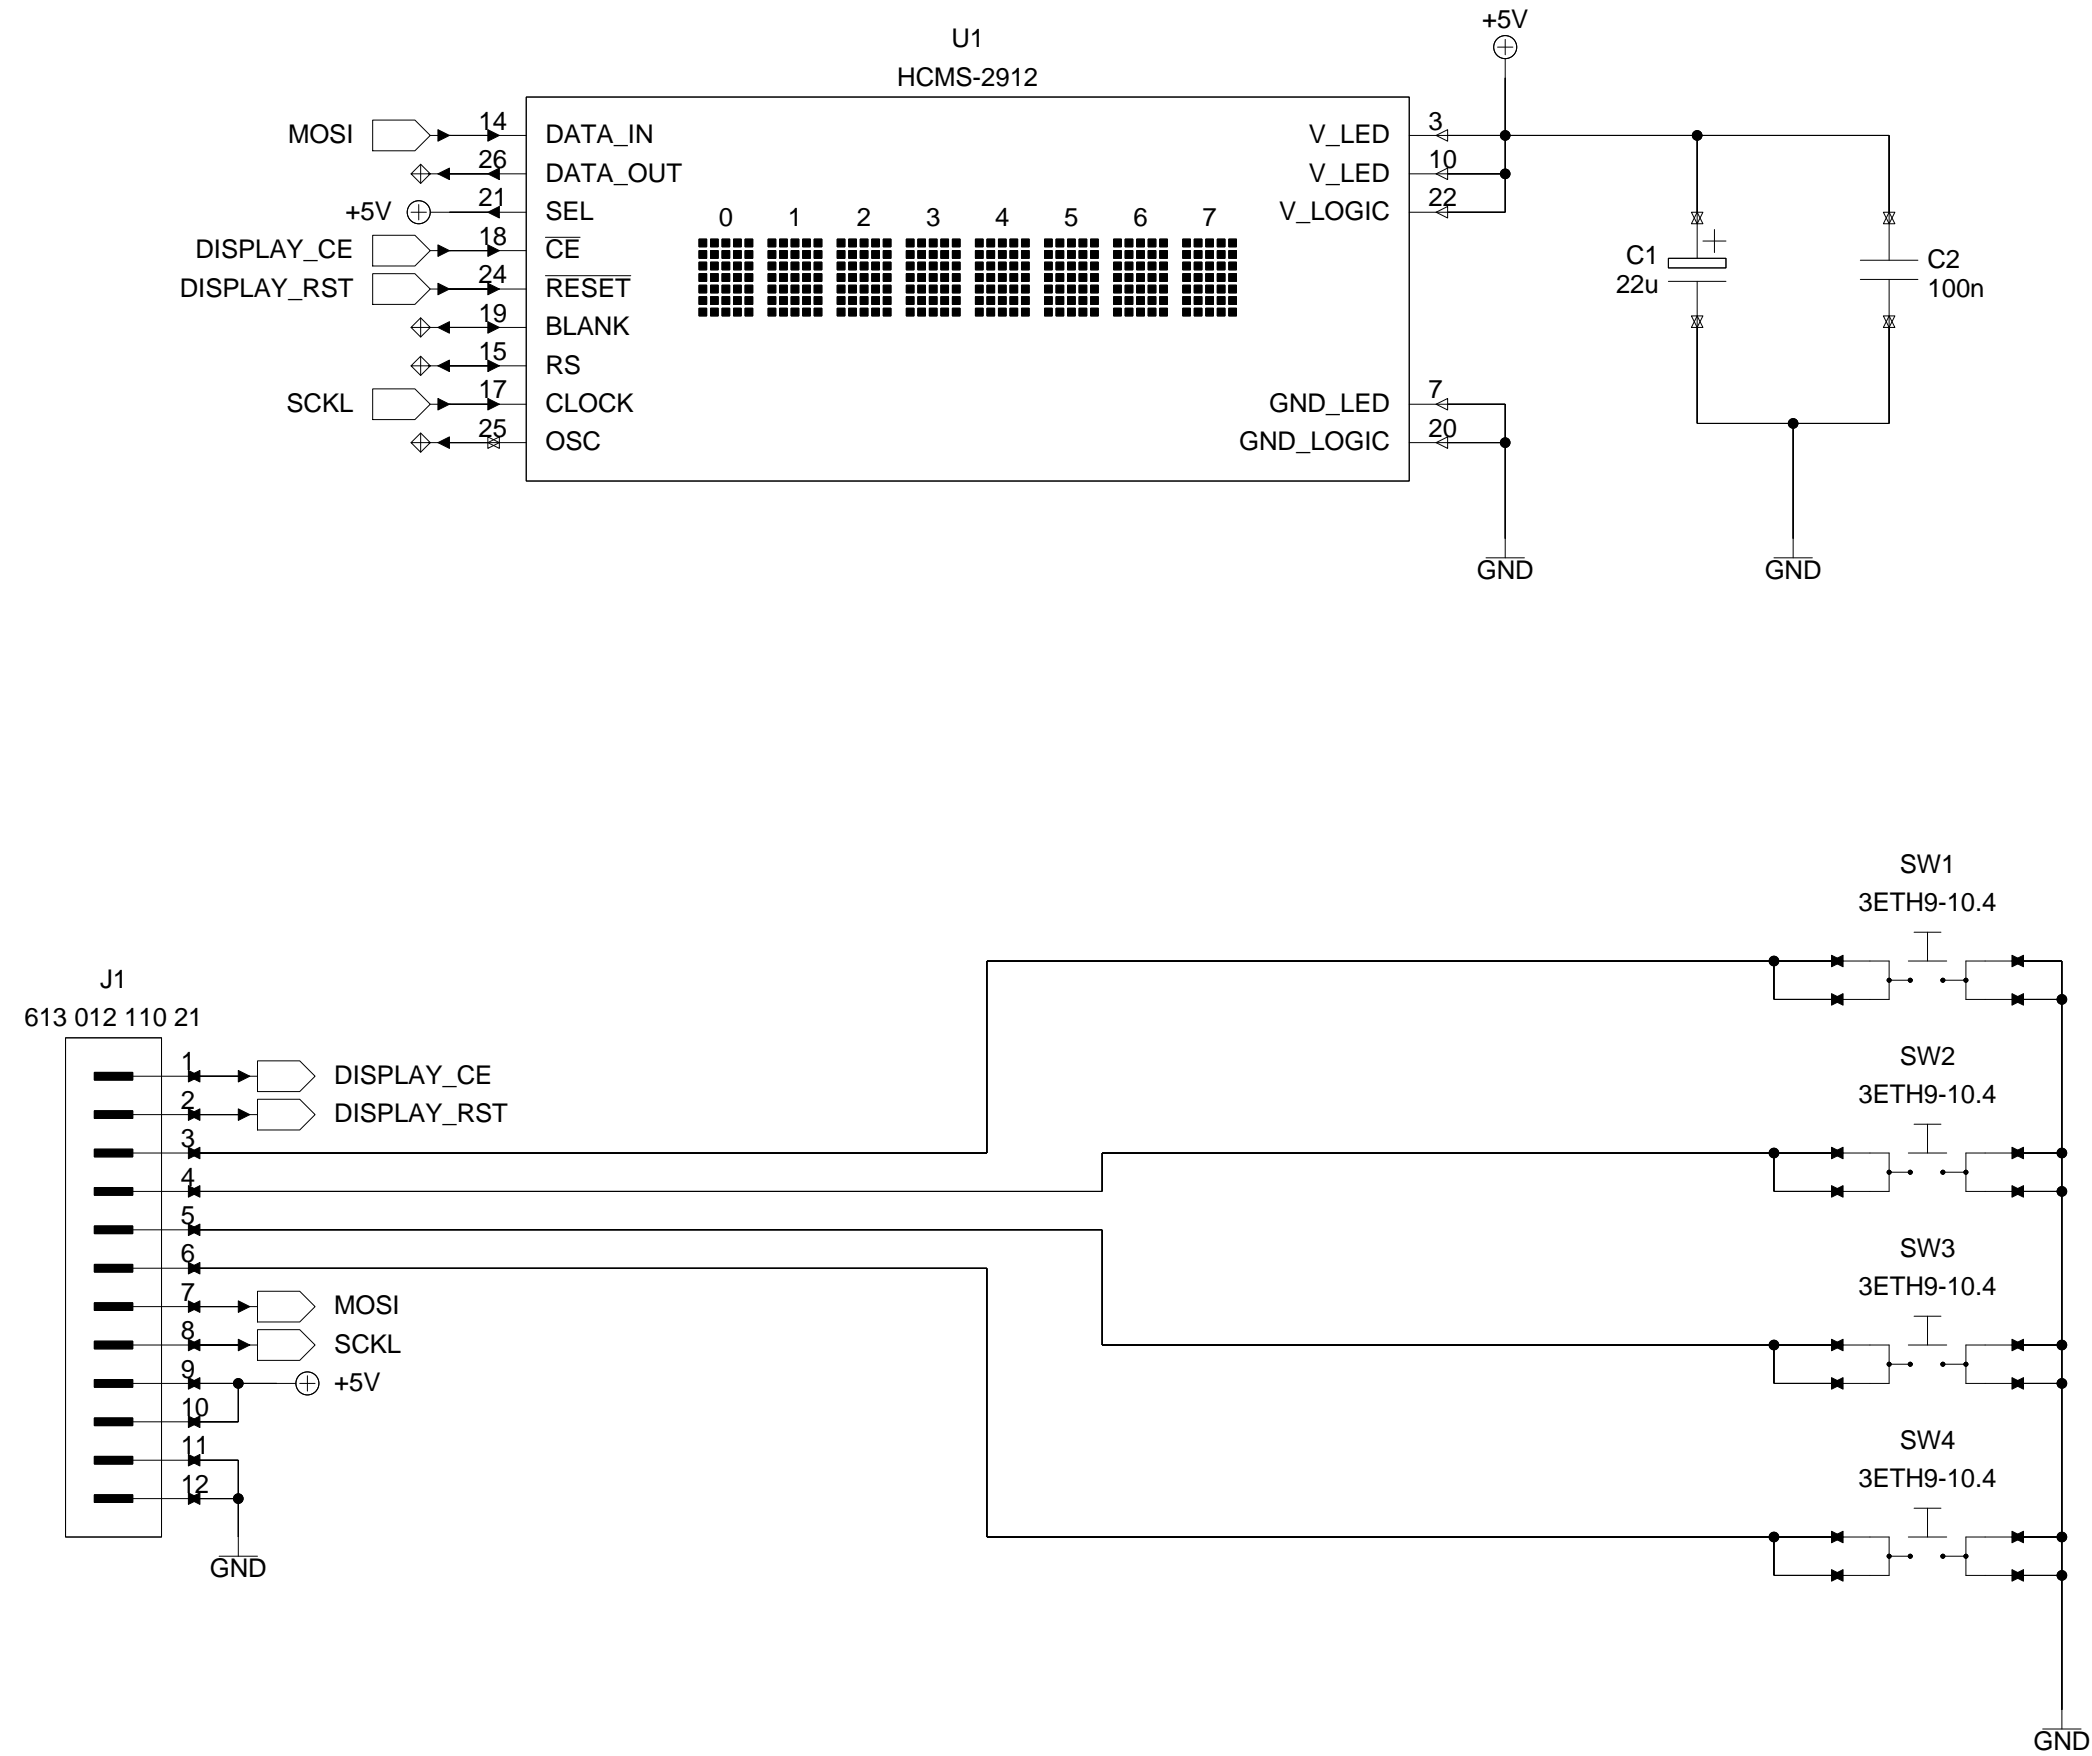 +5V
U1
HCMS-2912
MOSI 14 DATA_IN V_LED 3
26 DATA_OUT V_LED 10
+5V 21 SEL V_LOGIC 22
0 1 2 3 4 5 6 7
DISPLAY_CE 18 CE
DISPLAY_RST 24 RESET
19 BLANK
15 RS
SCKL 17 CLOCK GND_LED 7
25 OSC GND_LOGIC 20
C1
22u
C2
100n
GND GND
SW1
3ETH9-10.4
J1
613 012 110 21
1 DISPLAY_CE
2 DISPLAY_RST
3
4
5
6
7 MOSI
8 SCKL
9 +5V
10
11
12
GND
SW2
3ETH9-10.4
SW3
3ETH9-10.4
SW4
3ETH9-10.4
GND